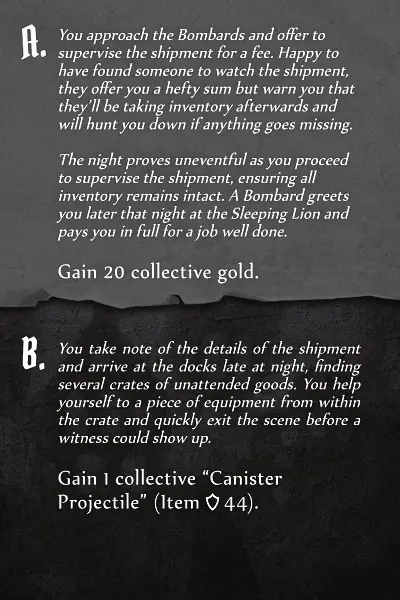 A. You approach the Bombards and offer to
supervise the shipment for a fee. Happy to
have found someone to watch the shipment,
they offer you a hefty sum but warn you that
they'll be taking inventory afterwards and
will hunt you down if anything goes missing.
The night proves uneventful as you proceed
to supervise the shipment, ensuring all
inventory remains intact. A Bombard greets
you later that night at the Sleeping Lion and
pays you in full for a job well done.
Gain 20 collective gold.
B. You take note of the details of the shipment
and arrive at the docks late at night, finding
several crates of unattended goods. You help
yourself to a piece of equipment from within
the crate and quickly exit the scene before a
witness could show up.
Gain 1 collective “Canister
Projectile” (Item 44).